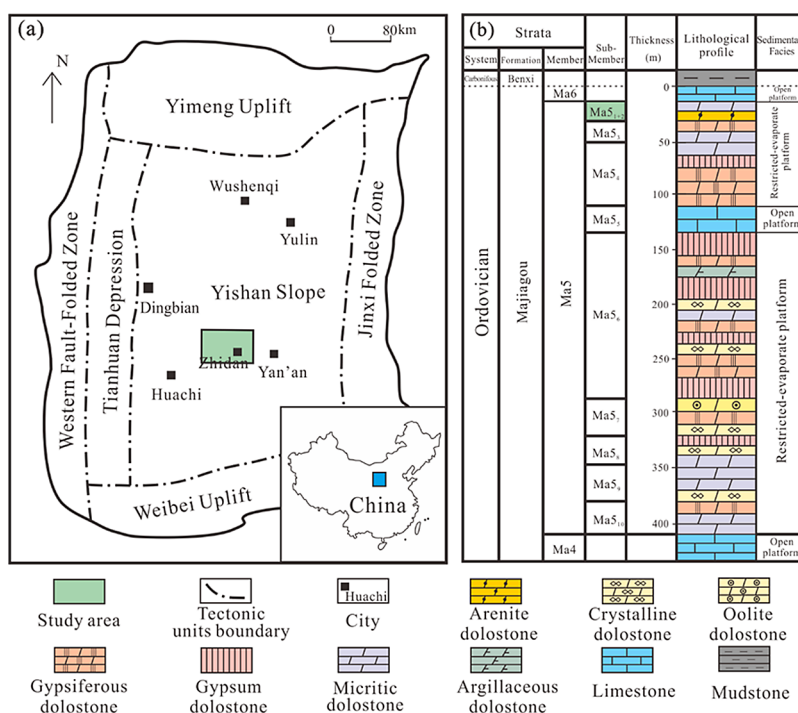 (a)
0 80km
N
Yimeng Uplift
Wushenqi
Yulin
Western Fault-Folded Zone
Tianhuan Depression
Jinxi Folded Zone
Dingbian
Yishan Slope
Zhidan
Yan'an
Huachi
Weibei Uplift
China
(b)
Strata
Sub-
Member
Thickness
(m)
Lithological
profile
Sedimental
Facies
System
Formation
Member
Carbonifous
Benxi
Ordovician
Majiagou
Ma6
Ma5
Ma4
Ma5₁₊₂
Ma5₃
Ma5₄
Ma5₅
Ma5₆
Ma5₇
Ma5₈
Ma5₉
Ma5₁₀
0
50
100
150
200
250
300
350
400
Open
platform
Restricted-evaporate platform
Open
platform
Restricted-evaporate platform
Open
platform
Study area
Tectonic
units boundary
Huachi
City
Arenite
dolostone
Crystalline
dolostone
Oolite
dolostone
Gypsiferous
dolostone
Gypsum
dolostone
Micritic
dolostone
Argillaceous
dolostone
Limestone
Mudstone